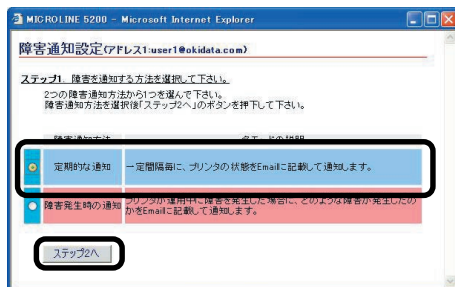 MICROLINE 5200 - Microsoft Internet Explorer
障害通知設定(アドレス1:user1@okidata.com)
ステップ1. 障害を通知する方法を選択して下さい。
2つの障害通知方法から1つを選んで下さい。
障害通知方法を選択後「ステップ2へ」のボタンを押下して下さい。
障害通知方法 各モードの説明
定期的な通知 一定間隔毎に、プリンタの状態をEmailに記載して通知します。
障害発生時の通知 プリンタが運用中に障害を発生した場合に、どのような障害が発生したの
かをEmailに記載して通知します。
ステップ2へ